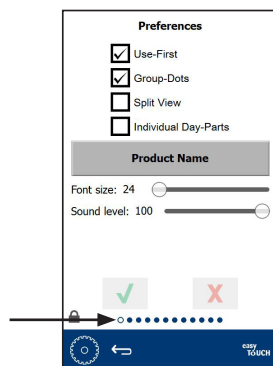 Preferences
Use-First
Group-Dots
Split View
Individual Day-Parts
Product Name
Font size: 24
Sound level: 100
easy
TOUCH